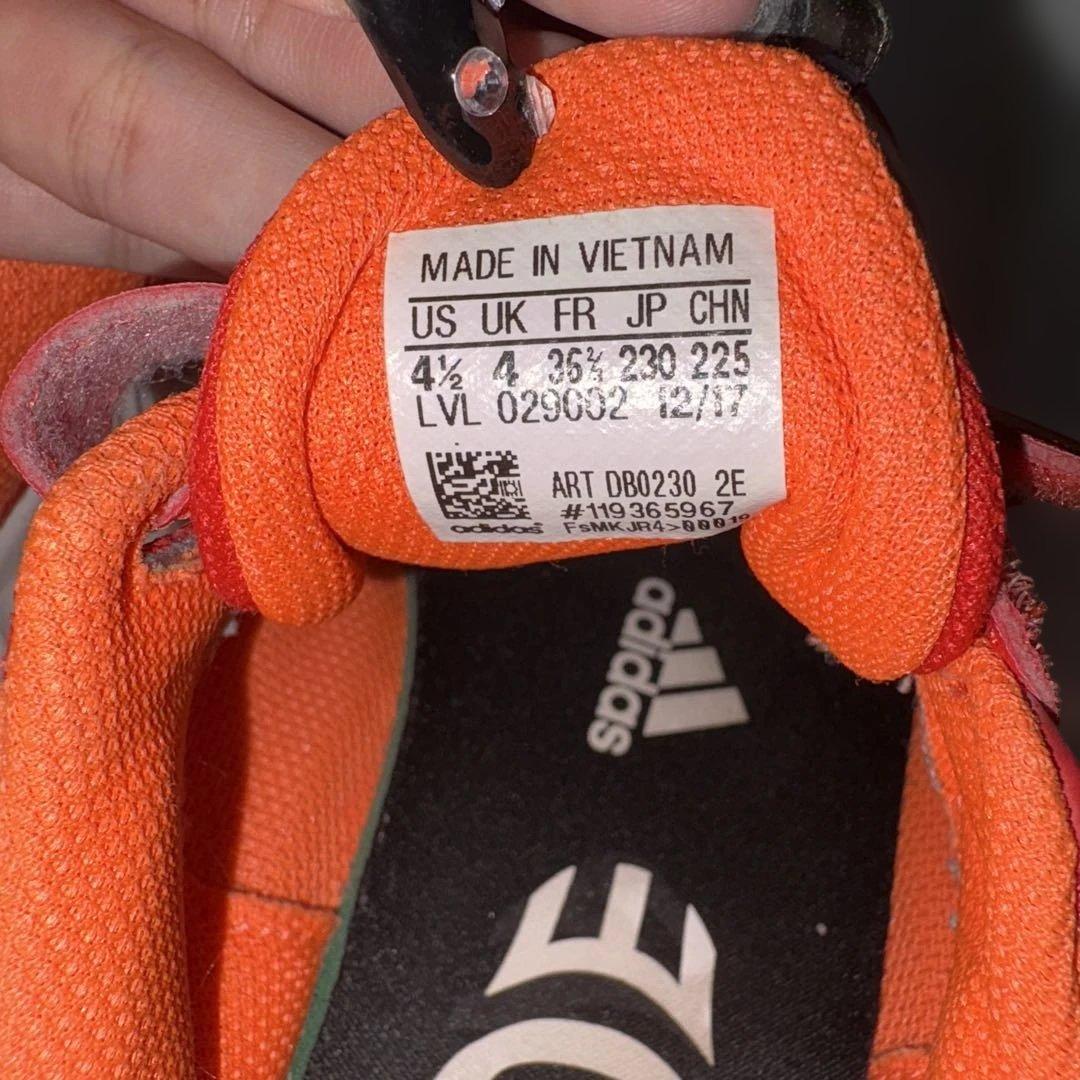 MADE IN VIETNAM
US UK FR JP CHN
4½ 4 36⅔ 230 225
LVL 029002 12/17
ART DB0230 2E
#119365967
adidas
adidas